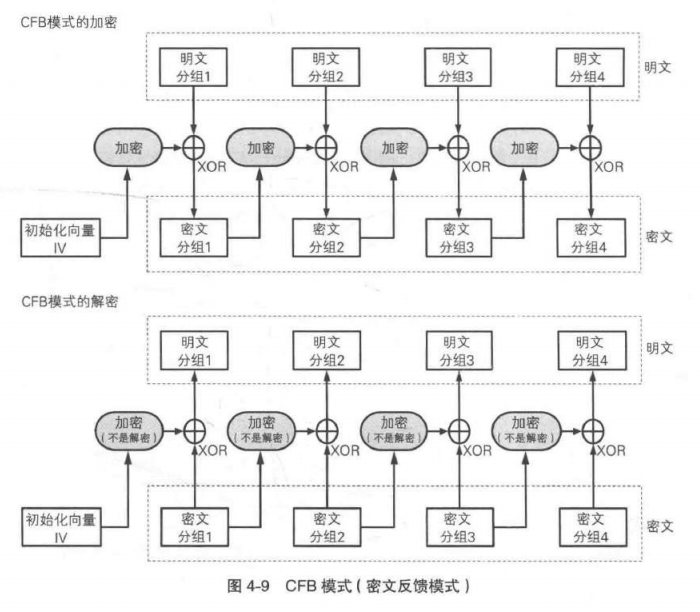 CFB模式的加密
明文 明文 明文 明文
分组1 分组2 分组3 分组4
明文
加密 加密 加密 加密
XOR XOR XOR XOR
初始化向量
IV
密文 密文 密文 密文
分组1 分组2 分组3 分组4
密文
CFB模式的解密
明文 明文 明文 明文
分组1 分组2 分组3 分组4
明文
加密 加密 加密 加密
(不是解密) (不是解密) (不是解密) (不是解密)
XOR XOR XOR XOR
初始化向量
IV
密文 密文 密文 密文
分组1 分组2 分组3 分组4
密文
图 4-9 CFB 模式(密文反馈模式)